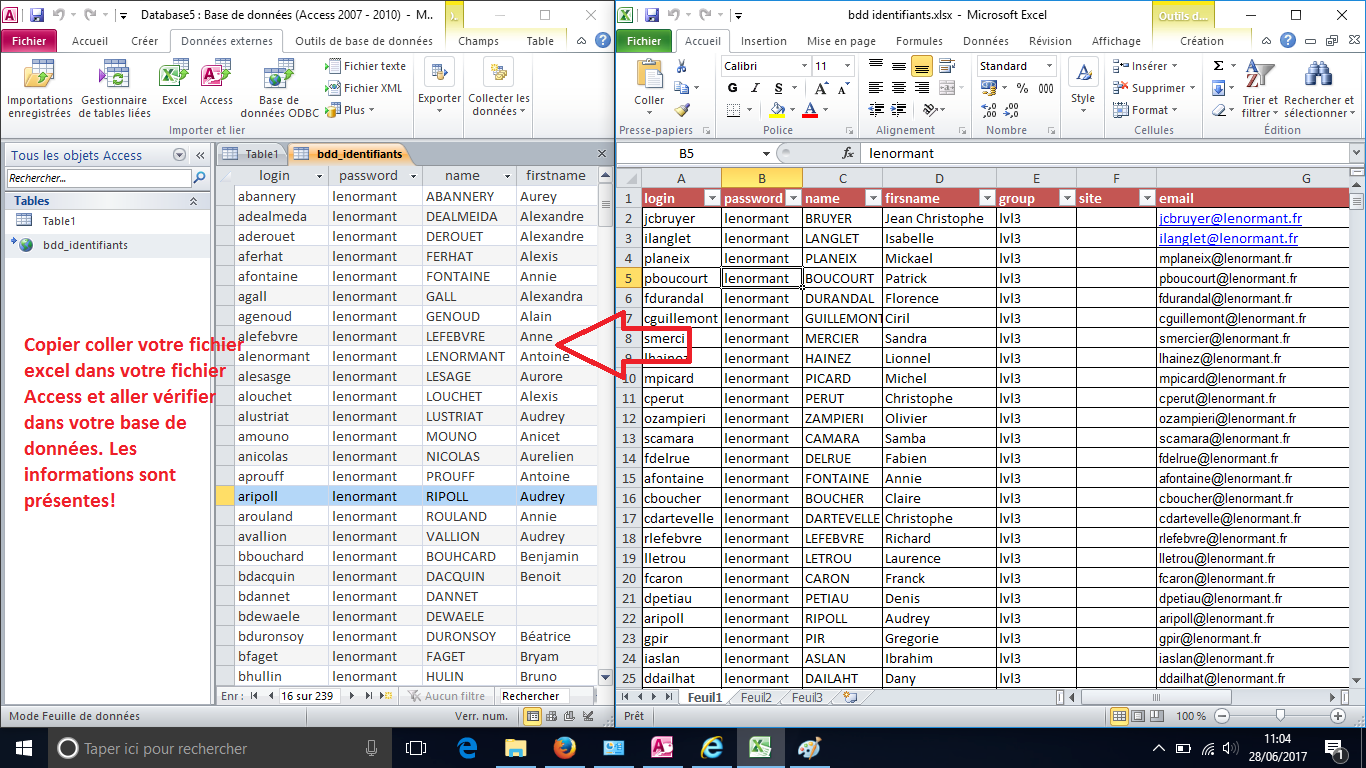 Database5 : Base de données (Access 2007 - 2010) - M..
Fichier Accueil Créer Données externes Outils de base de données Champs Table
Importations enregistrées
Gestionnaire de tables liées
Excel
Access
Base de données ODBC
Fichier texte
Fichier XML
Plus
Exporter
Collecter les données
Importer et lier
Tous les objets Access
Rechercher...
Tables
Table1
bdd_identifiants
Copier coller votre fichier
excel dans votre fichier
Access et aller vérifier
dans votre base de
données. Les
informations sont
présentes!
Table1 bdd_identifiants
login password name firstname
abannery lenormant ABANNERY Aurey
adealmeda lenormant DEALMEIDA Alexandre
aderouet lenormant DEROUET Alexandre
aferhat lenormant FERHAT Alexis
afontaine lenormant FONTAINE Annie
agall lenormant GALL Alexandra
agenoud lenormant GENOUD Alain
alefebvre lenormant LEFEBVRE Anne
alenormant lenormant LENORMANT Antoine
alesasge lenormant LESAGE Aurore
alouchet lenormant LOUCHET Alexis
alustriat lenormant LUSTRIAT Audrey
amouno lenormant MOUNO Anicet
anicolas lenormant NICOLAS Aurelien
aprouff lenormant PROUFF Antoine
aripoll lenormant RIPOLL Audrey
arouland lenormant ROULAND Annie
avallion lenormant VALLION Audrey
bbouchard lenormant BOUHCARD Benjamin
bdacquin lenormant DACQUIN Benoit
bdannet lenormant DANNET
bdewaele lenormant DEWAELE
bduronsoy lenormant DURONSOY Béatrice
bfaget lenormant FAGET Bryam
bhullin lenormant HULIN Bruno
Enr : 16 sur 239 Aucun filtre Rechercher
Mode Feuille de données Verr. num.
bdd identifiants.xlsx - Microsoft Excel Outils d...
Fichier Accueil Insertion Mise en page Formules Données Révision Affichage Création
Coller
Presse-papiers
Calibri 11
G I S
Police
Alignement
Standard
% 000
Nombre
Style
Insérer
Supprimer
Format
Cellules
Trier et filtrer
Rechercher et sélectionner
Édition
B5 fx lenormant
A B C D E F G
1 login password name firsname group site email
2 jcbruyer lenormant BRUYER Jean Christophe lvl3 jcbruyer@lenormant.fr
3 ilanglet lenormant LANGLET Isabelle lvl3 ilanglet@lenormant.fr
4 planeix lenormant PLANEIX Mickael lvl3 mplaneix@lenormant.fr
5 pboucourt lenormant BOUCOURT Patrick lvl3 pboucourt@lenormant.fr
6 fdurandal lenormant DURANDAL Florence lvl3 fdurandal@lenormant.fr
7 cguillemont lenormant GUILLEMONT Ciril lvl3 cguillemont@lenormant.fr
8 smerci lenormant MERCIER Sandra lvl3 smercier@lenormant.fr
9 lhainez lenormant HAINEZ Lionnel lvl3 lhainez@lenormant.fr
10 mpicard lenormant PICARD Michel lvl3 mpicard@lenormant.fr
11 cperut lenormant PERUT Christophe lvl3 cperut@lenormant.fr
12 ozampieri lenormant ZAMPIERI Olivier lvl3 ozampieri@lenormant.fr
13 scamara lenormant CAMARA Samba lvl3 scamara@lenormant.fr
14 fdelrue lenormant DELRUE Fabien lvl3 fdelrue@lenormant.fr
15 afontaine lenormant FONTAINE Annie lvl3 afontaine@lenormant.fr
16 cboucher lenormant BOUCHER Claire lvl3 cboucher@lenormant.fr
17 cdartevelle lenormant DARTEVELLE Christophe lvl3 cdartevelle@lenormant.fr
18 rlefebvre lenormant LEFEBVRE Richard lvl3 rlefebvre@lenormant.fr
19 lletrou lenormant LETROU Laurence lvl3 lletrou@lenormant.fr
20 fcaron lenormant CARON Franck lvl3 fcaron@lenormant.fr
21 dpetiau lenormant PETIAU Denis lvl3 dpetiau@lenormant.fr
22 aripoll lenormant RIPOLL Audrey lvl3 aripoll@lenormant.fr
23 gpir lenormant PIR Gregorie lvl3 gpir@lenormant.fr
24 iaslan lenormant ASLAN Ibrahim lvl3 iaslan@lenormant.fr
25 ddailhat lenormant DAILAHT Dany lvl3 ddailhat@lenormant.fr
Feuil1 Feuil2 Feuil3
Prêt 100 %
Taper ici pour rechercher
11:04
28/06/2017
1